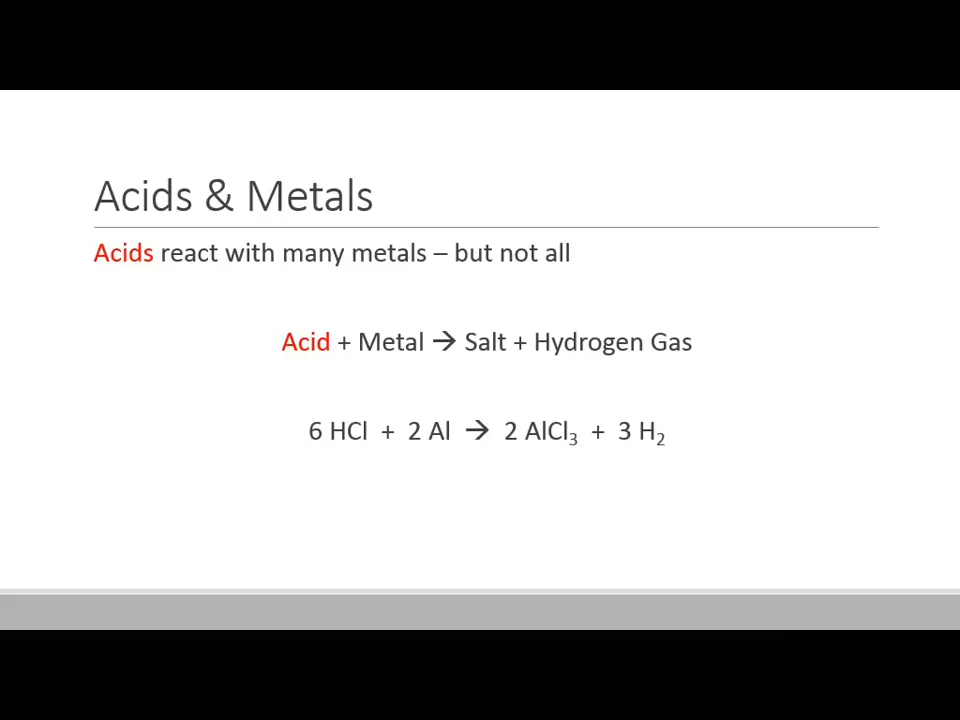 Acids & Metals
Acids react with many metals – but not all
Acid + Metal → Salt + Hydrogen Gas
6 HCl + 2 Al → 2 AlCl₃ + 3 H₂